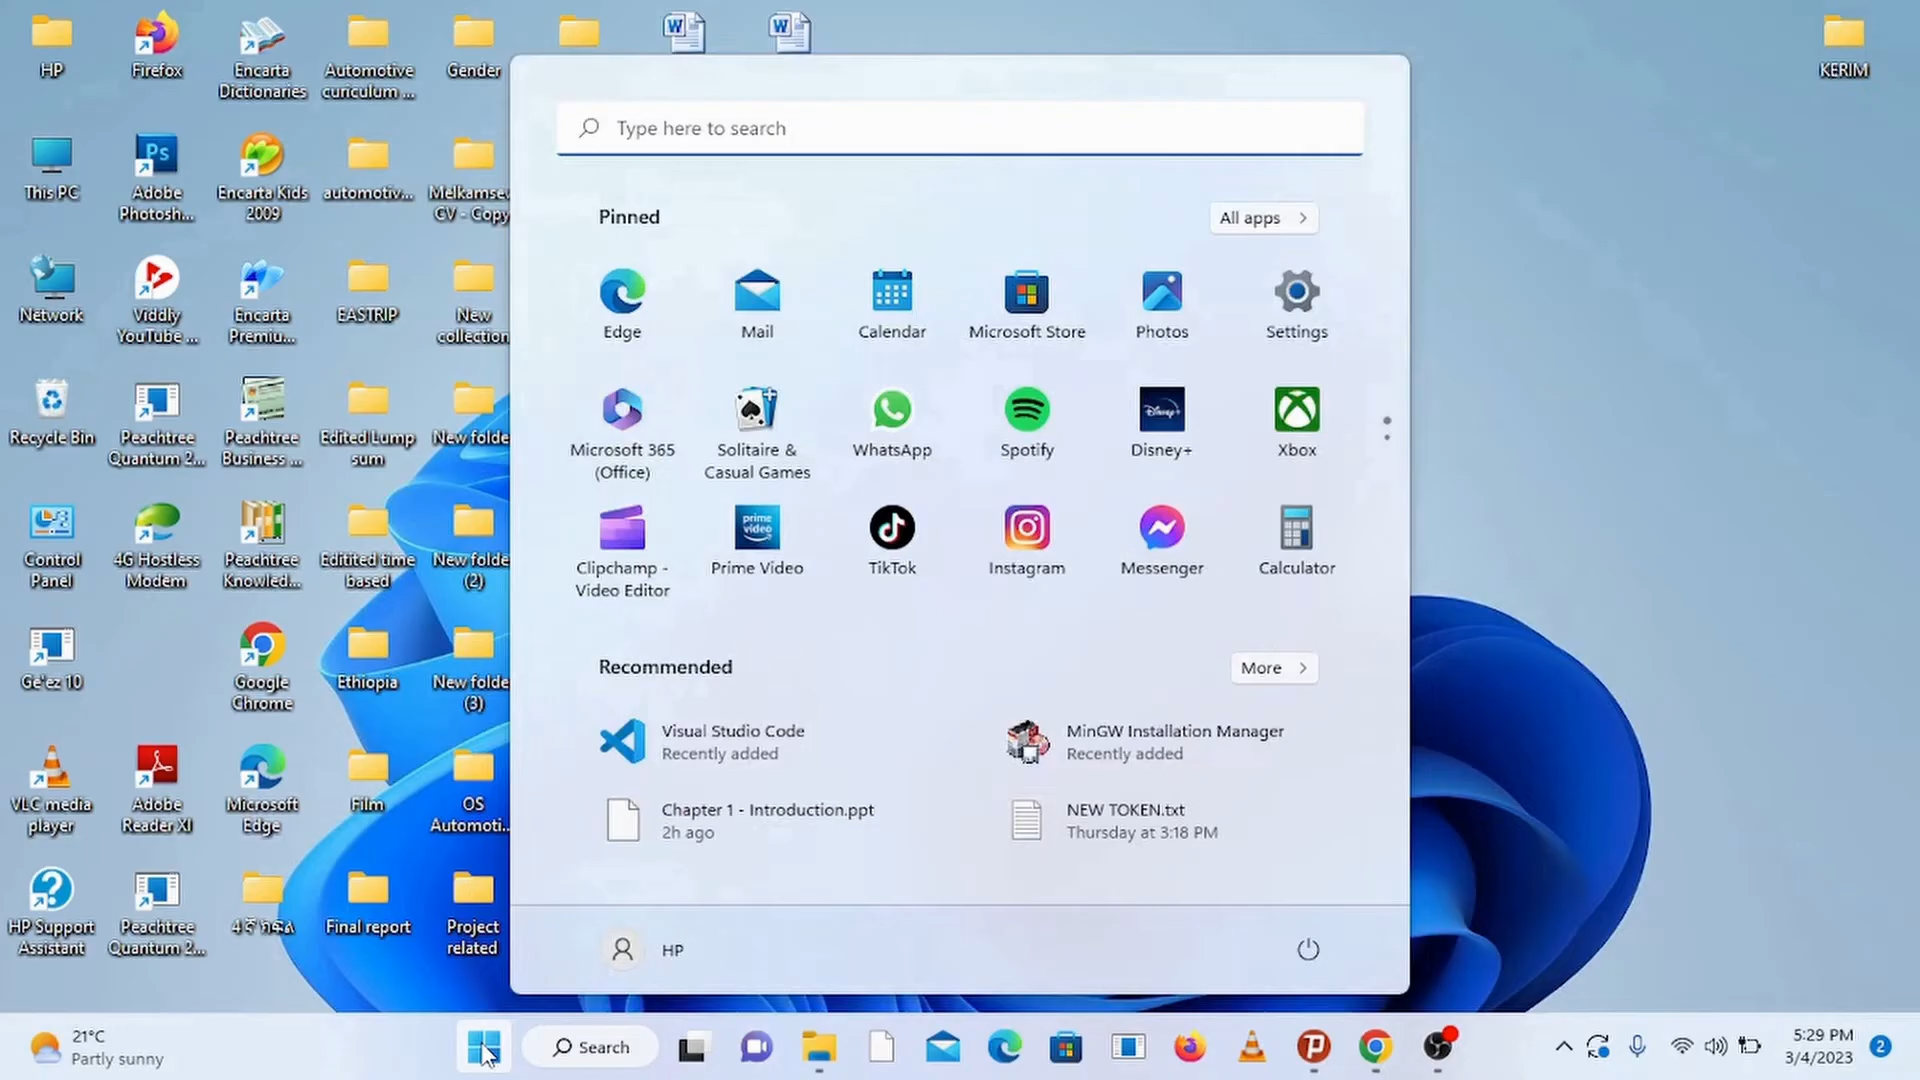 HP
Firefox
Encarta
Dictionaries
Automotive
curiculum ...
Gender
KERIM
This PC
Adobe
Photosh...
Encarta Kids
2009
automotiv...
Melkamsew
CV - Copy
Network
Viddly
YouTube ...
Encarta
Premiu...
EASTRIP
New
collection
Recycle Bin
Peachtree
Quantum 2...
Peachtree
Business ...
Edited Lump
sum
New folde
Control
Panel
4G Hostless
Modem
Peachtree
Knowled...
Editited time
based
New folde
(2)
Ge'ez 10
Google
Chrome
Ethiopia
New folde
(3)
VLC media
player
Adobe
Reader XI
Microsoft
Edge
Film
OS
Automoti...
HP Support
Assistant
Peachtree
Quantum 2...
Final report
Project
related
Type here to search
Pinned
All apps
Edge
Mail
Calendar
Microsoft Store
Photos
Settings
Microsoft 365
(Office)
Solitaire &
Casual Games
WhatsApp
Spotify
Disney+
Xbox
Clipchamp -
Video Editor
prime
video
Prime Video
TikTok
Instagram
Messenger
Calculator
Recommended
More
Visual Studio Code
Recently added
MinGW Installation Manager
Recently added
Chapter 1 - Introduction.ppt
2h ago
NEW TOKEN.txt
Thursday at 3:18 PM
HP
21°C
Partly sunny
Search
5:29 PM
3/4/2023
2